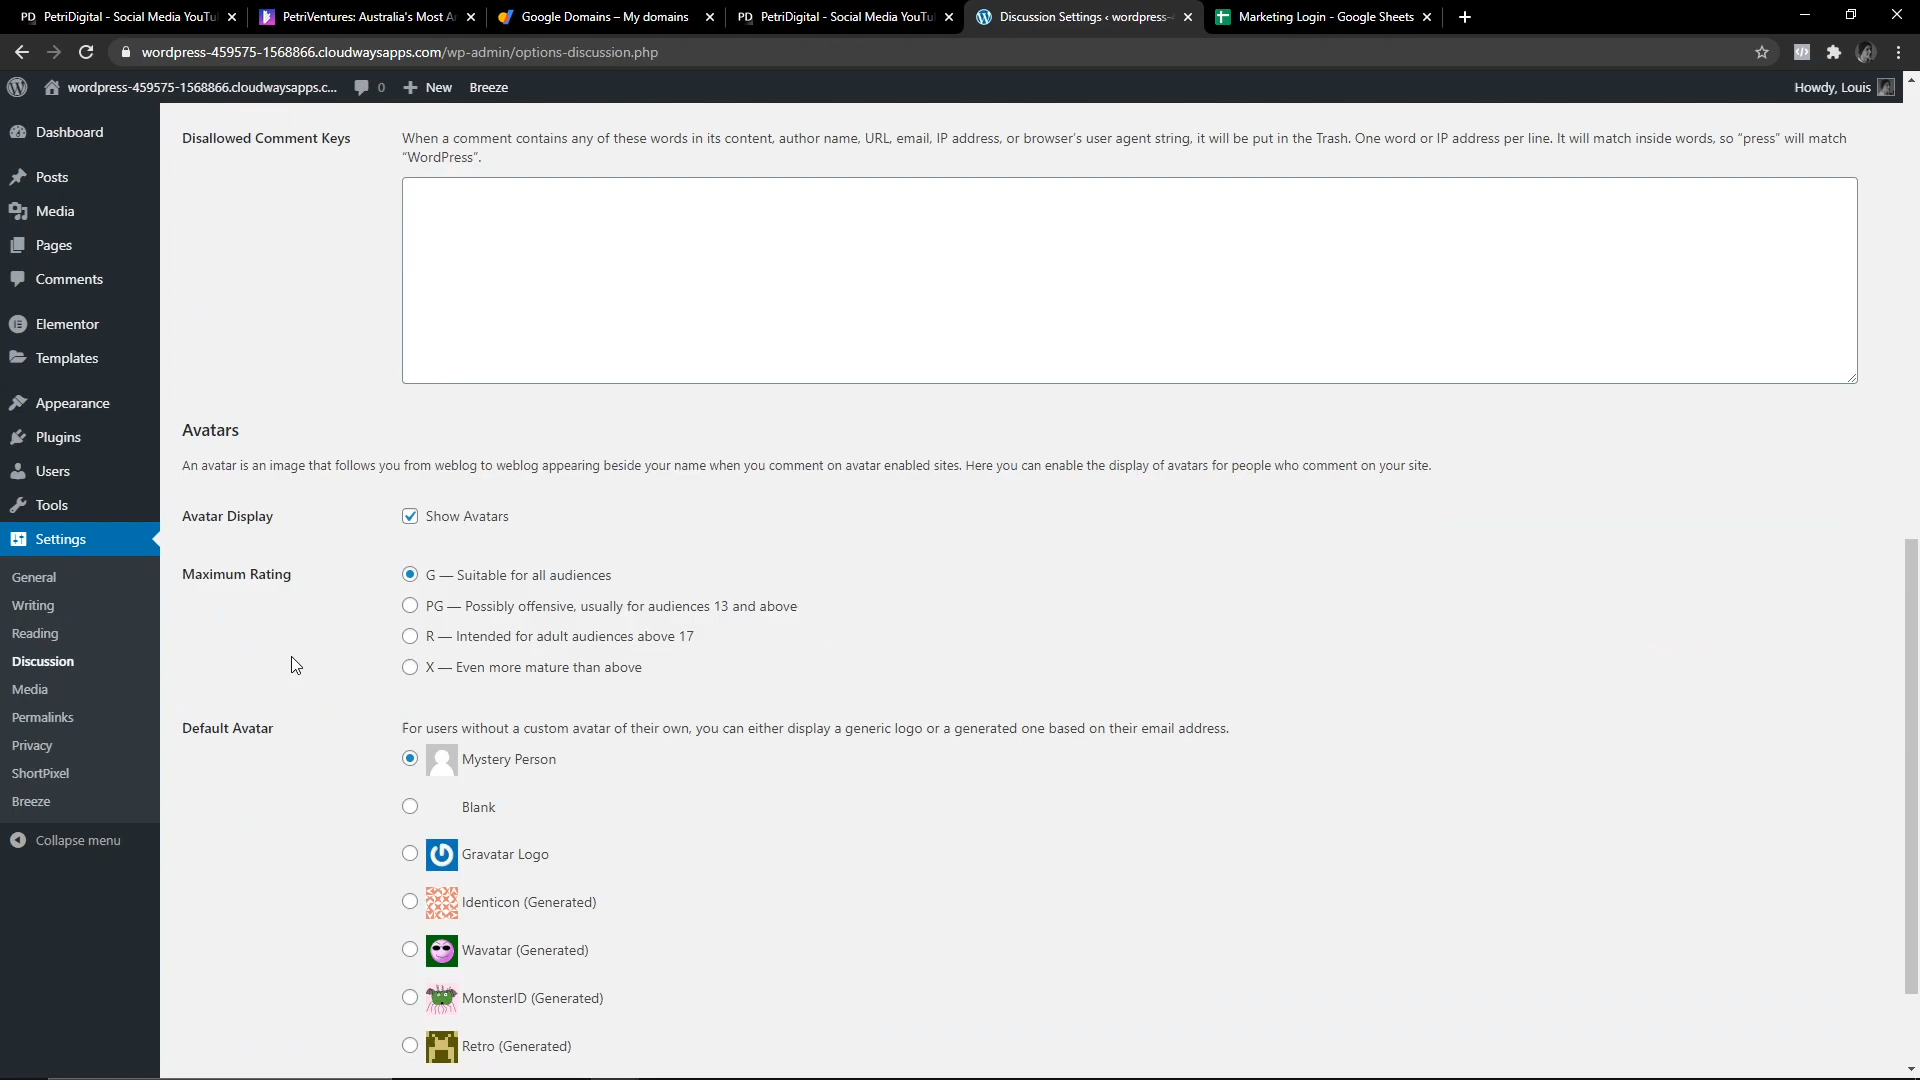 PD PetriDigital - Social Media YouTu
PetriVentures: Australia's Most A
Google Domains – My domains
PD PetriDigital - Social Media YouTu
Discussion Settings ‹ wordpress-
Marketing Login - Google Sheets
wordpress-459575-1568866.cloudwaysapps.com/wp-admin/options-discussion.php
wordpress-459575-1568866.cloudwaysapps.c...
0
New
Breeze
Howdy, Louis
Dashboard
Posts
Media
Pages
Comments
Elementor
Templates
Appearance
Plugins
Users
Tools
Settings
General
Writing
Reading
Discussion
Media
Permalinks
Privacy
ShortPixel
Breeze
Collapse menu
Disallowed Comment Keys
When a comment contains any of these words in its content, author name, URL, email, IP address, or browser's user agent string, it will be put in the Trash. One word or IP address per line. It will match inside words, so “press” will match
“WordPress”.
Avatars
An avatar is an image that follows you from weblog to weblog appearing beside your name when you comment on avatar enabled sites. Here you can enable the display of avatars for people who comment on your site.
Avatar Display
Show Avatars
Maximum Rating
G — Suitable for all audiences
PG — Possibly offensive, usually for audiences 13 and above
R — Intended for adult audiences above 17
X — Even more mature than above
Default Avatar
For users without a custom avatar of their own, you can either display a generic logo or a generated one based on their email address.
Mystery Person
Blank
Gravatar Logo
Identicon (Generated)
Wavatar (Generated)
MonsterID (Generated)
Retro (Generated)